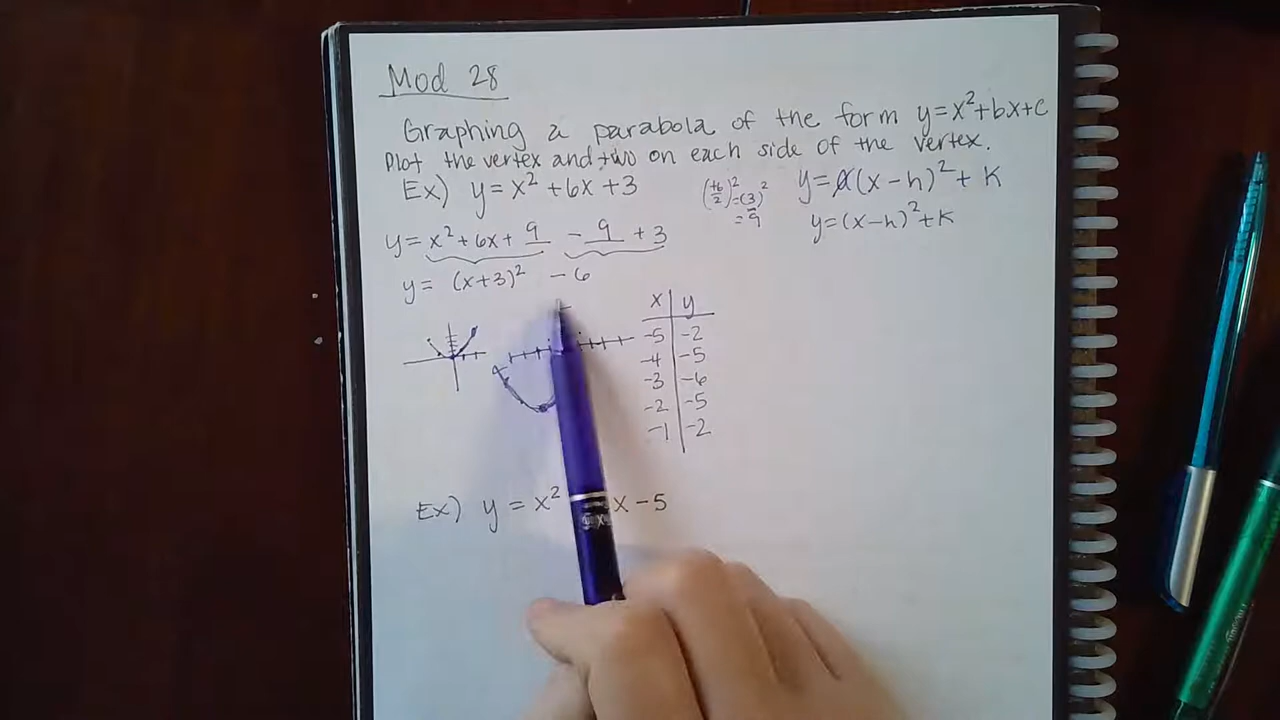 Mod 28
Graphing a parabola of the form y=x²+bx+c
Plot the vertex and two on each side of the vertex.
Ex) y=x²+6x+3
(+6/2)²=(3)²
=9
y=a(x-h)²+k
y=(x-h)²+k
y=x²+6x+9 -9+3
y= (x+3)² -6
x y
-5 -2
-4 -5
-3 -6
-2 -5
-1 -2
Ex) y=x² x-5